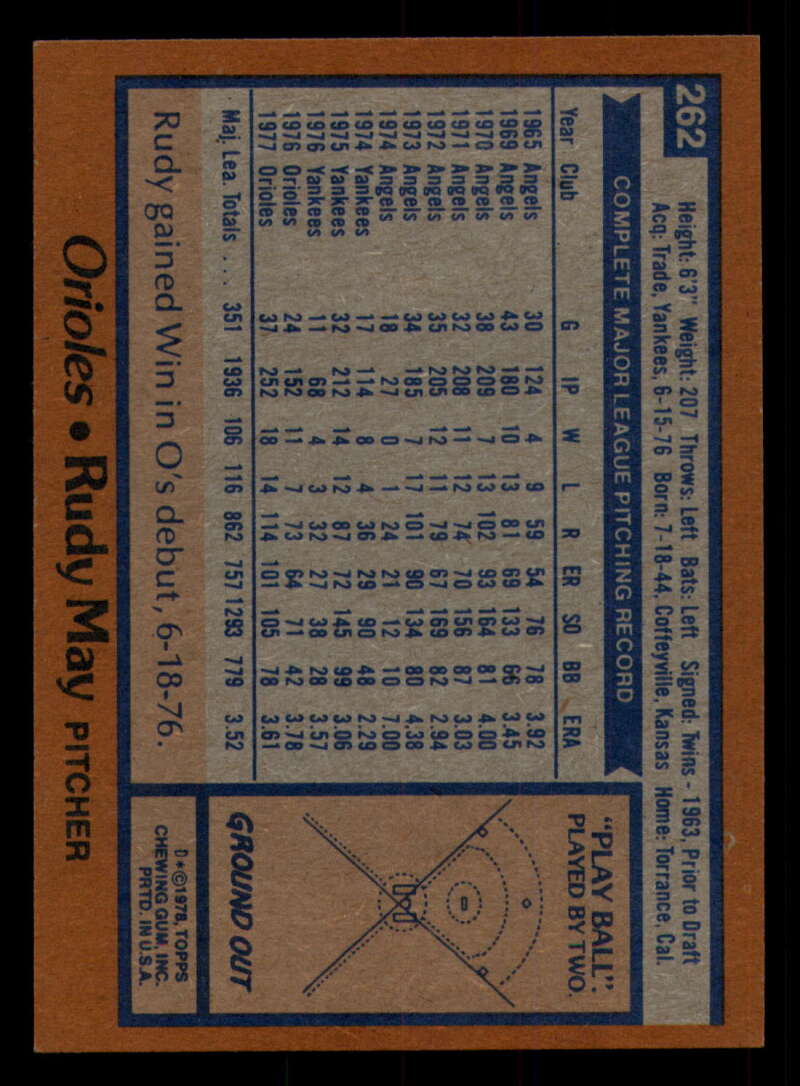 262
Height: 6'3" Weight: 207 Throws: Left Bats: Left Signed: Twins - 1963, Prior to Draft
Acq: Trade, Yankees, 6-15-76 Born: 7-18-44, Coffeyville, Kansas Home: Torrance, Cal.
COMPLETE MAJOR LEAGUE PITCHING RECORD
Year Club G IP W L R ER SO BB ERA
1965 Angels 30 124 4 9 59 54 76 78 3.92
1969 Angels 43 180 10 13 81 69 133 66 3.45
1970 Angels 38 209 7 13 102 93 164 81 4.00
1971 Angels 32 208 11 12 74 70 156 87 3.03
1972 Angels 35 205 12 11 79 67 169 82 2.94
1973 Angels 34 185 7 17 101 90 134 80 4.38
1974 Angels 18 27 0 1 24 21 12 10 7.00
1974 Yankees 17 114 8 4 36 29 90 48 2.29
1975 Yankees 32 212 14 12 87 72 145 99 3.06
1976 Yankees 11 68 4 3 32 27 38 28 3.57
1976 Orioles 24 152 11 7 73 64 71 42 3.78
1977 Orioles 37 252 18 14 114 101 105 78 3.61
Maj. Lea. Totals . . . 351 1936 106 116 862 757 1293 779 3.52
Rudy gained Win in O's debut, 6-18-76.
"PLAY BALL":
PLAYED BY TWO.
GROUND OUT
D*©1978, TOPPS
CHEWING GUM, INC.
PRTD. IN U.S.A.
Orioles • Rudy May PITCHER